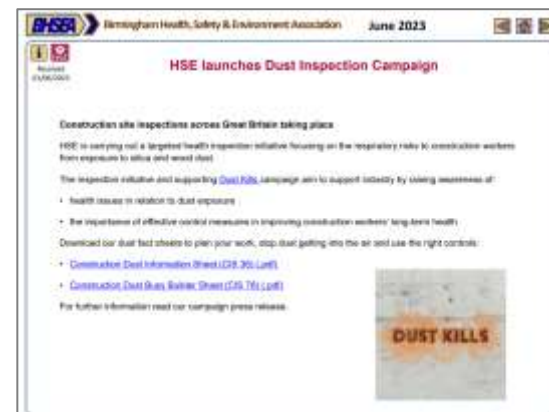 BHSEA Birmingham Health, Safety & Environment Association June 2023
HSE launches Dust Inspection Campaign
Construction site inspections across Great Britain taking place
HSE is carrying out a targeted health inspection initiative focusing on the respiratory risks to construction workers
from exposure to silica and wood dust.
The inspection initiative and supporting Dust Kills campaign aim to support industry by raising awareness of:
• health issues in relation to dust exposure
• the importance of effective control measures in improving construction workers' long-term health
Download our dust fact sheets to plan your work, stop dust getting into the air and use the right controls:
• Construction Dust Information Sheet (CIS 36) (.pdf)
• Construction Dust Busy Builder Sheet (CIS 76) (.pdf)
For further information read our campaign press release.
DUST KILLS